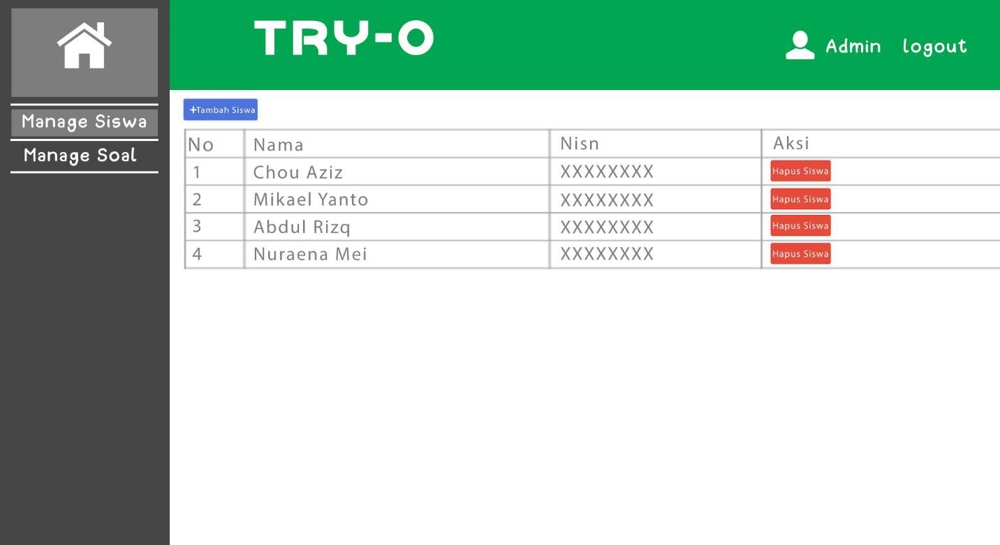 TRY-O
Admin logout
Manage Siswa
Manage Soal
+Tambah Siswa
No Nama Nisn Aksi
1 Chou Aziz XXXXXXXX Hapus Siswa
2 Mikael Yanto XXXXXXXX Hapus Siswa
3 Abdul Rizq XXXXXXXX Hapus Siswa
4 Nuraena Mei XXXXXXXX Hapus Siswa